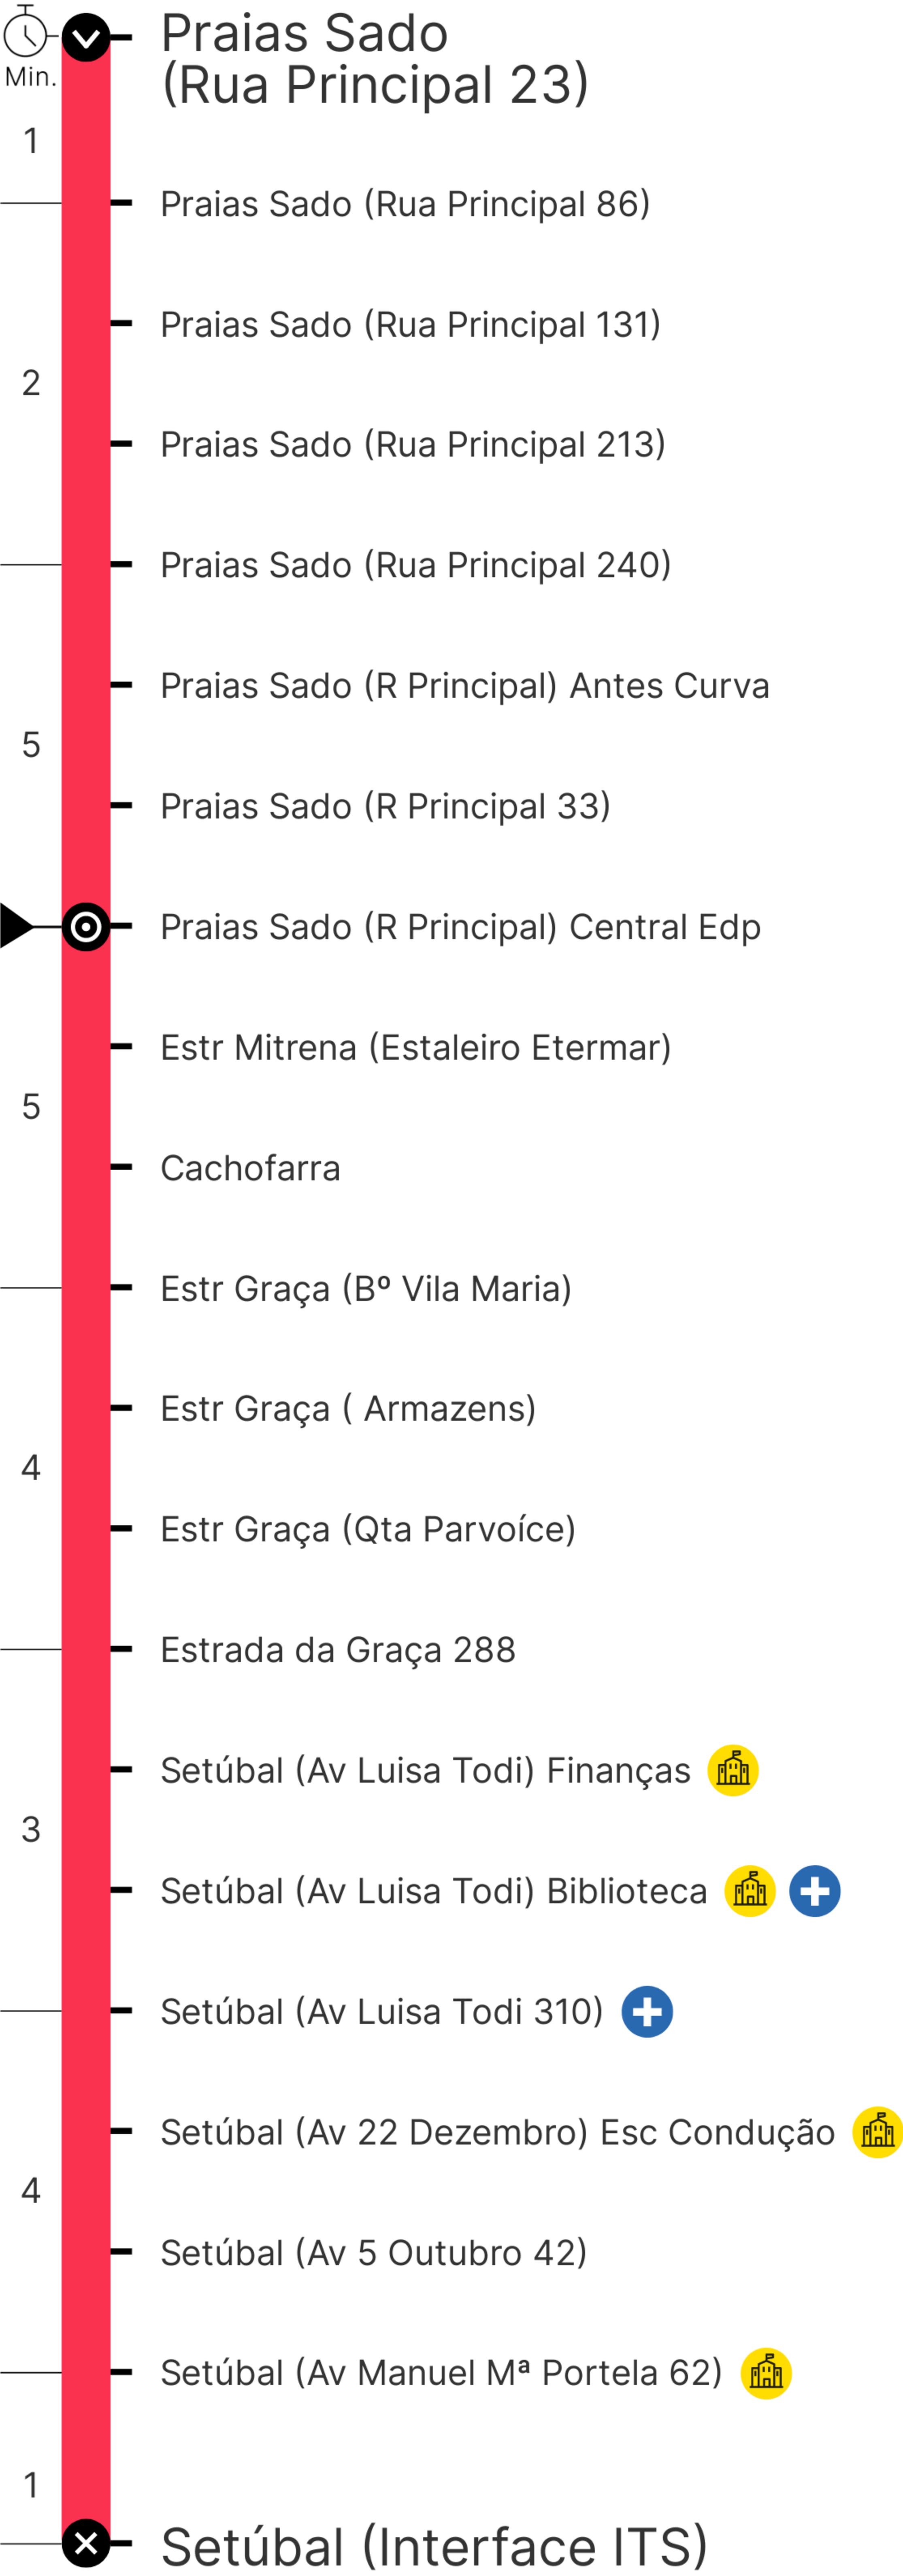 Praias Sado
(Rua Principal 23)
Min.
1
Praias Sado (Rua Principal 86)
Praias Sado (Rua Principal 131)
2
Praias Sado (Rua Principal 213)
Praias Sado (Rua Principal 240)
Praias Sado (R Principal) Antes Curva
5
Praias Sado (R Principal 33)
Praias Sado (R Principal) Central Edp
Estr Mitrena (Estaleiro Etermar)
5
Cachofarra
Estr Graça (Bº Vila Maria)
Estr Graça ( Armazens)
4
Estr Graça (Qta Parvoíce)
Estrada da Graça 288
Setúbal (Av Luisa Todi) Finanças
3
Setúbal (Av Luisa Todi) Biblioteca
Setúbal (Av Luisa Todi 310)
Setúbal (Av 22 Dezembro) Esc Condução
4
Setúbal (Av 5 Outubro 42)
Setúbal (Av Manuel Mª Portela 62)
1
Setúbal (Interface ITS)